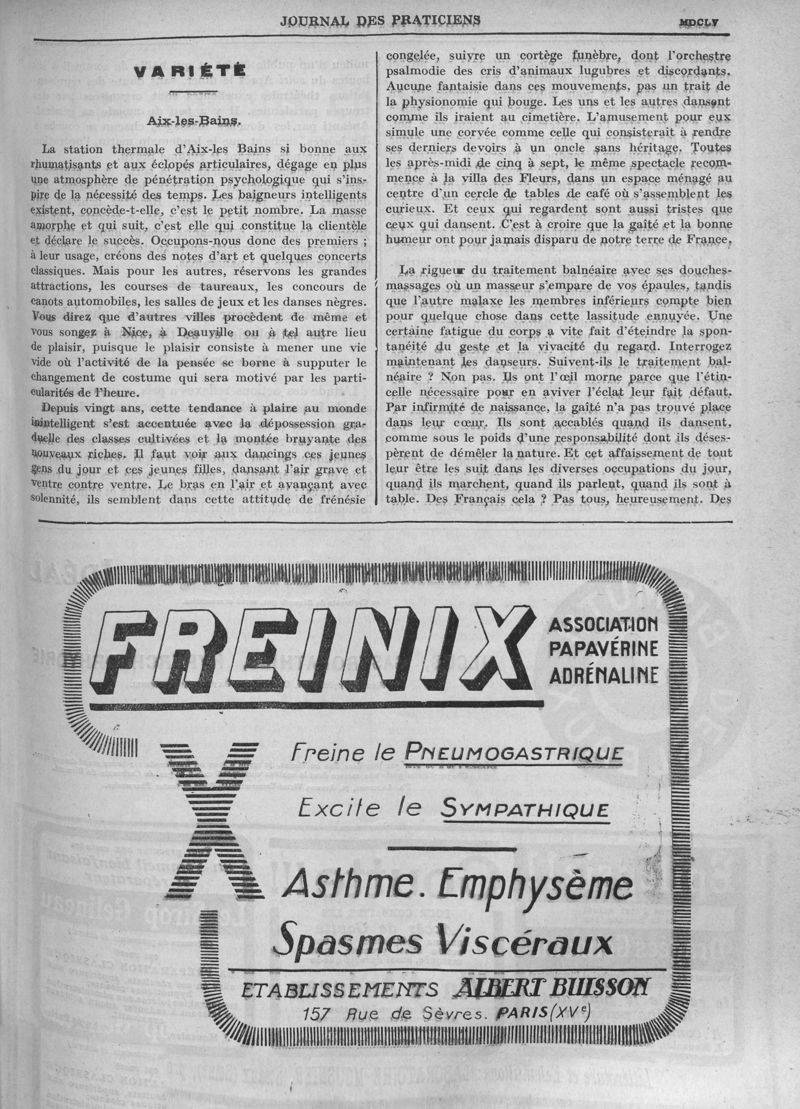 JOURNAL DES PRATICIENS
MDCLV
VARIÉTÉ
Aix-les-Bains.
La station thermale d'Aix-les Bains si bonne aux
rhumatisants et aux éclopés articulaires, dégage en plus
une atmosphère de pénétration psychologique qui s'ins-
pire de la nécessité des temps. Les baigneurs intelligents
existent, concède-t-elle, c'est le petit nombre. La masse
amorphe et qui suit, c'est elle qui constitue la clientèle
et déclare le succès. Occupons-nous donc des premiers ;
à leur usage, créons des notes d'art et quelques concerts
classiques. Mais pour les autres, réservons les grandes
attractions, les courses de taureaux, les concours de
canots automobiles, les salles de jeux et les danses nègres.
Vous direz que d'autres villes procèdent de même et
vous songez à Nice, à Deauville ou à tel autre lieu
de plaisir, puisque le plaisir consiste à mener une vie
vide où l'activité de la pensée se borne à supputer le
changement de costume qui sera motivé par les parti-
cularités de l'heure.
Depuis vingt ans, cette tendance à plaire au monde
inintelligent s'est accentuée avec la dépossession gra-
duelle des classes cultivées et la montée bruyante des
nouveaux riches. Il faut voir aux dancings ces jeunes
gens du jour et ces jeunes filles, dansant l'air grave et
ventre contre ventre. Le bras en l'air et avançant avec
solennité, ils semblent dans cette attitude de frénésie
congelée, suivre un cortège funèbre, dont l'orchestre
psalmodie des cris d'animaux lugubres et discordants.
Aucune fantaisie dans ces mouvements, pas un trait de
la physionomie qui bouge. Les uns et les autres dansent
comme ils iraient au cimetière. L'amusement pour eux
simule une corvée comme celle qui consisterait à rendre
ses derniers devoirs à un oncle sans héritage. Toutes
les après-midi de cinq à sept, le même spectacle recom-
mence à la villa des Fleurs, dans un espace ménagé au
centre d'un cercle de tables de café où s'assemblent les
curieux. Et ceux qui regardent sont aussi tristes que
ceux qui dansent. C'est à croire que la gaîté et la bonne
humeur ont pour jamais disparu de notre terre de France.
La rigueur du traitement balnéaire avec ses douches-
massages où un masseur s'empare de vos épaules, tandis
que l'autre malaxe les membres inférieurs compte bien
pour quelque chose dans cette lassitude ennuyée. Une
certaine fatigue du corps a vite fait d'éteindre la spon-
tanéité du geste et la vivacité du regard. Interrogez
maintenant les danseurs. Suivent-ils le traitement bal-
néaire ? Non pas. Ils ont l'œil morne parce que l'étin-
celle nécessaire pour en aviver l'éclat leur fait défaut.
Par infirmité de naissance, la gaîté n'a pas trouvé place
dans leur cœur. Ils sont accablés quand ils dansent,
comme sous le poids d'une responsabilité dont ils déses-
pèrent de démêler la nature. Et cet affaissement de tout
leur être les suit dans les diverses occupations du jour,
quand ils marchent, quand ils parlent, quand ils sont à
table. Des Français cela ? Pas tous, heureusement. Des
FREINIX
ASSOCIATION
PAPAVÉRINE
ADRÉNALINE
X
Freine le PNEUMOGASTRIQUE
Excite le SYMPATHIQUE
Asthme. Emphysème
Spasmes Viscéraux
ETABLISSEMENTS ALBERT BUISSON
157 Rue de Sèvres. PARIS (XVe)